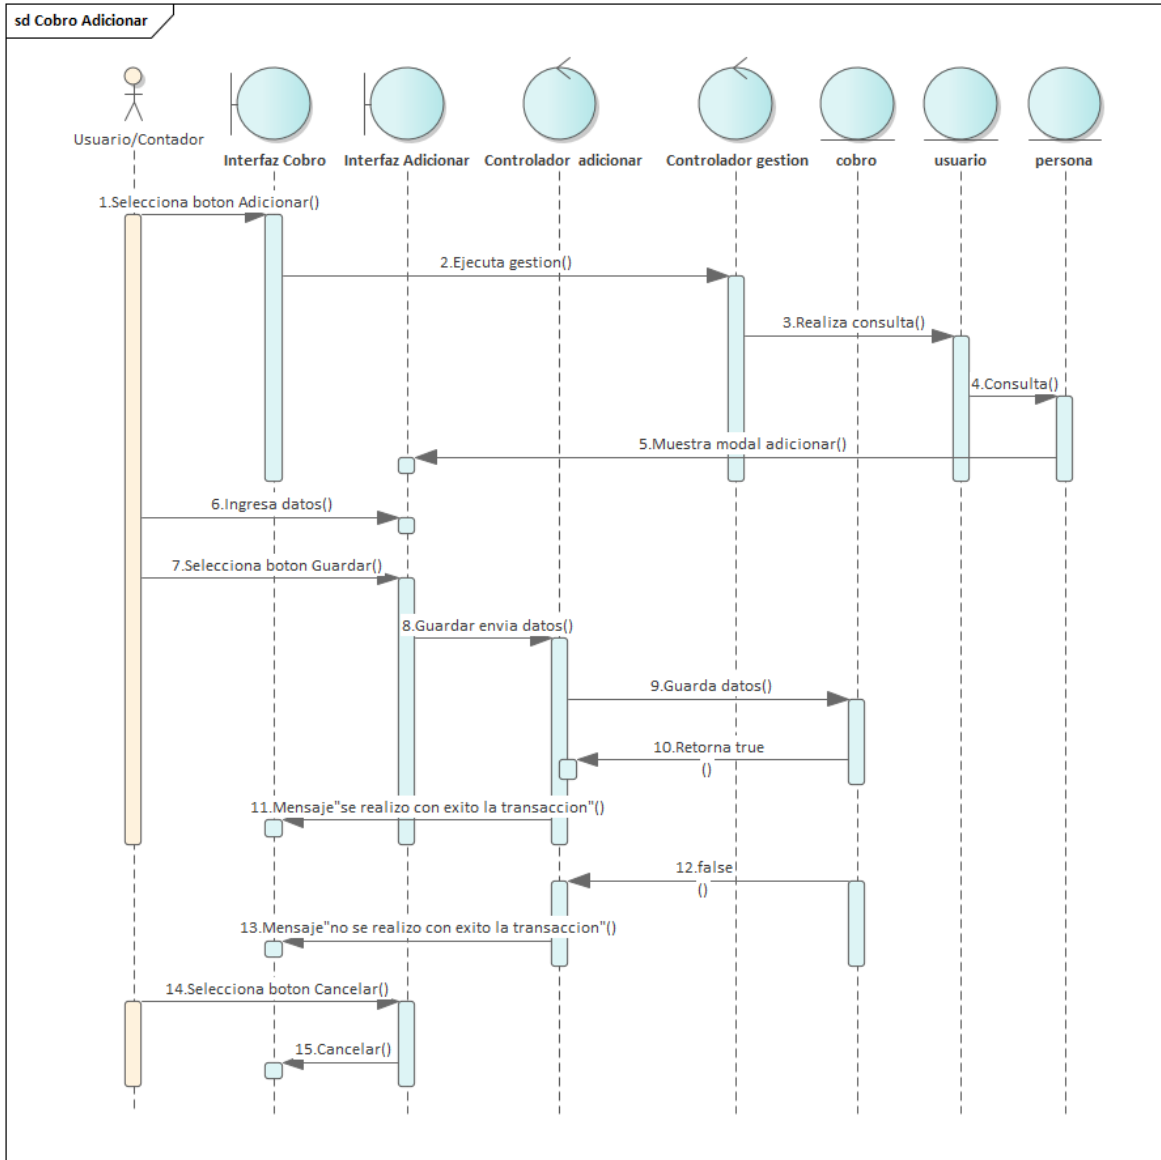 sd Cobro Adicionar
Usuario/Contador
Interfaz Cobro
Interfaz Adicionar
Controlador adicionar
Controlador gestion
cobro
usuario
persona
1.Selecciona boton Adicionar()
2.Ejecuta gestion()
3.Realiza consulta()
4.Consulta()
5.Muestra modal adicionar()
6.Ingresa datos()
7.Selecciona boton Guardar()
8.Guardar envia datos()
9.Guarda datos()
10.Retorna true
()
11.Mensaje"se realizo con exito la transaccion"()
12.false
()
13.Mensaje"no se realizo con exito la transaccion"()
14.Selecciona boton Cancelar()
15.Cancelar()